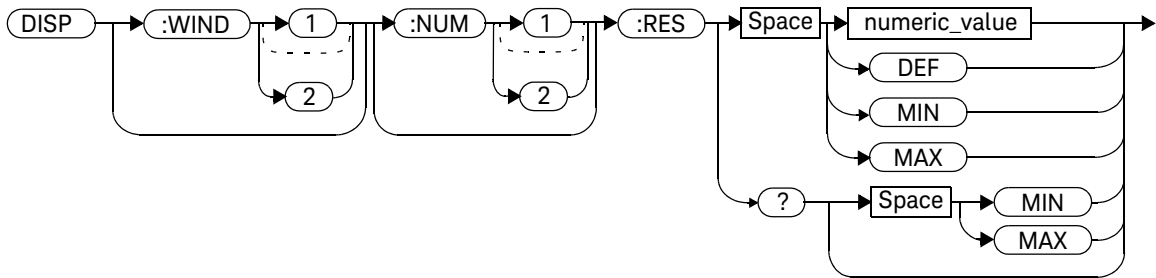 DISP :WIND 1 :NUM 1 :RES Space numeric_value
DEF
2 2
MIN
MAX
? Space MIN
MAX